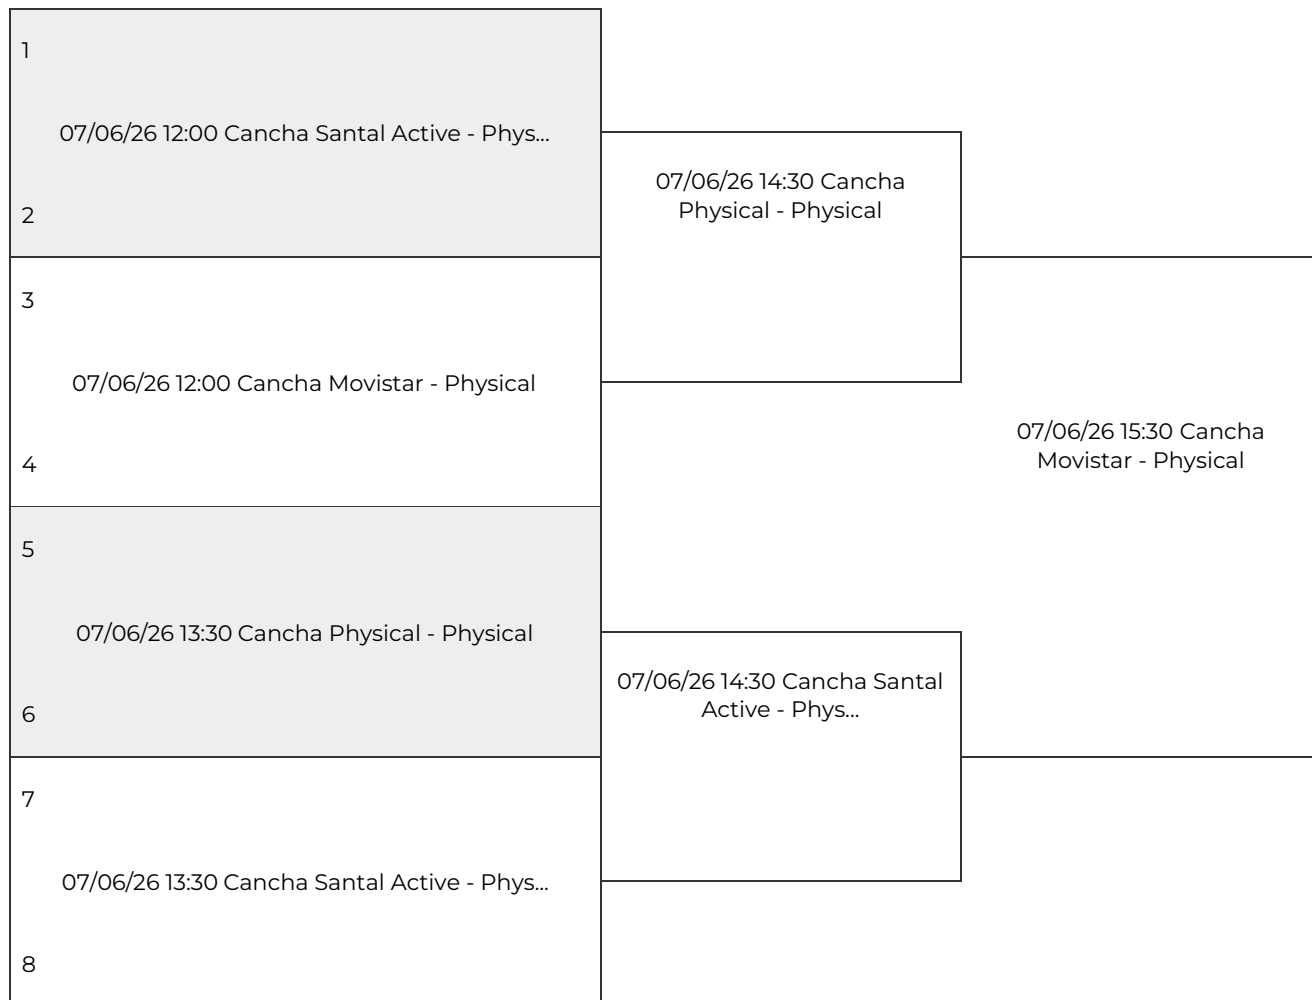 1
07/06/26 12:00 Cancha Santal Active - Phys...
2
3
07/06/26 12:00 Cancha Movistar - Physical
4
5
07/06/26 13:30 Cancha Physical - Physical
6
7
07/06/26 13:30 Cancha Santal Active - Phys...
8
07/06/26 14:30 Cancha
Physical - Physical
07/06/26 14:30 Cancha Santal
Active - Phys...
07/06/26 15:30 Cancha
Movistar - Physical